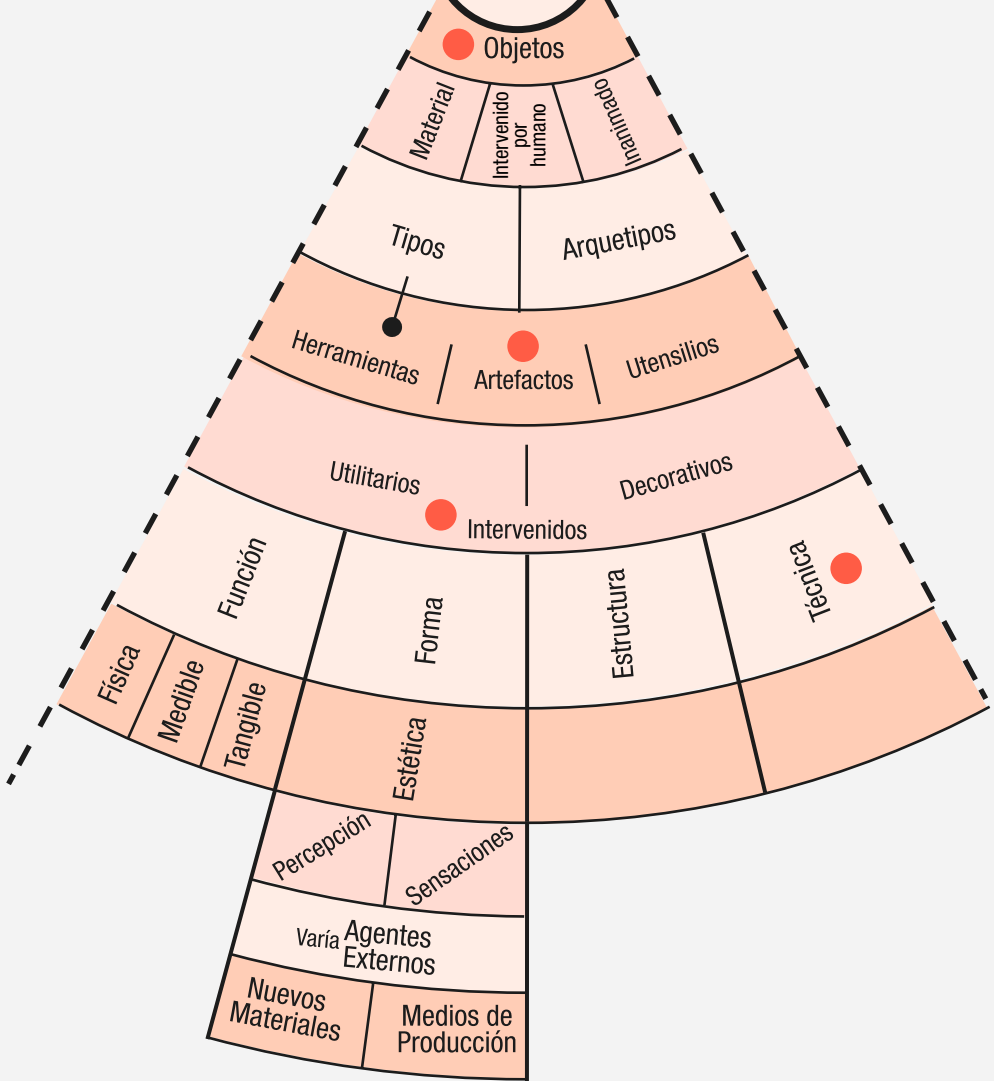 Objetos
Material
Intervenido
por
humano
Inanimado
Tipos
Arquetipos
Herramientas
Artefactos
Utensilios
Utilitarios
Decorativos
Intervenidos
Función
Forma
Estructura
Técnica
Física
Medible
Tangible
Estética
Percepción
Sensaciones
Varía Agentes
Externos
Nuevos
Materiales
Medios de
Producción